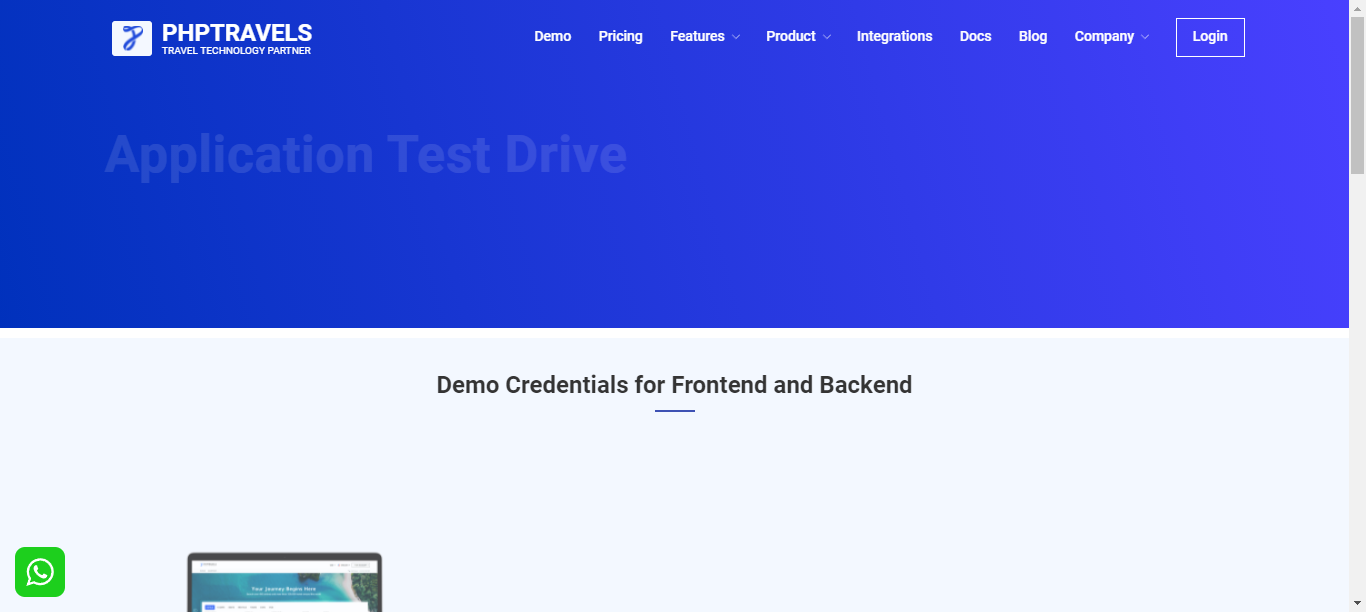 PHPTRAVELS
TRAVEL TECHNOLOGY PARTNER
Demo Pricing Features Product Integrations Docs Blog Company Login
Application Test Drive
Demo Credentials for Frontend and Backend
Your Journey Begins Here